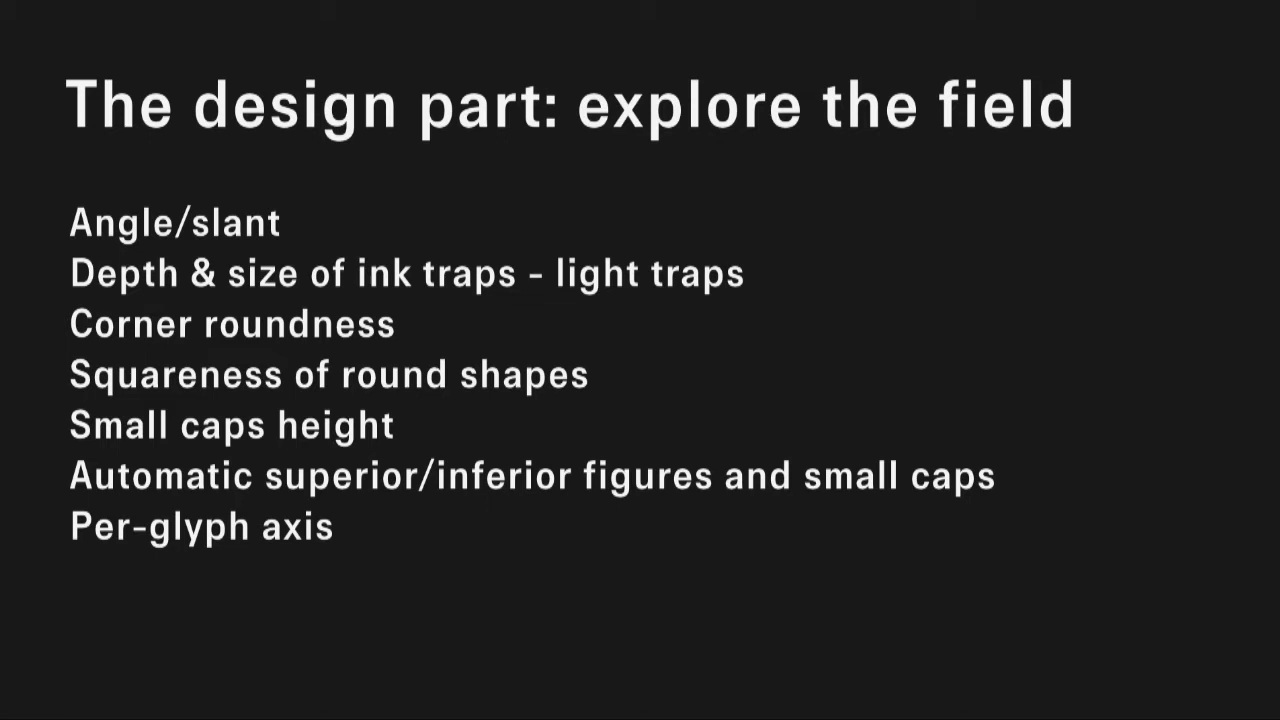 The design part: explore the field
Angle/slant
Depth & size of ink traps - light traps
Corner roundness
Squareness of round shapes
Small caps height
Automatic superior/inferior figures and small caps
Per-glyph axis